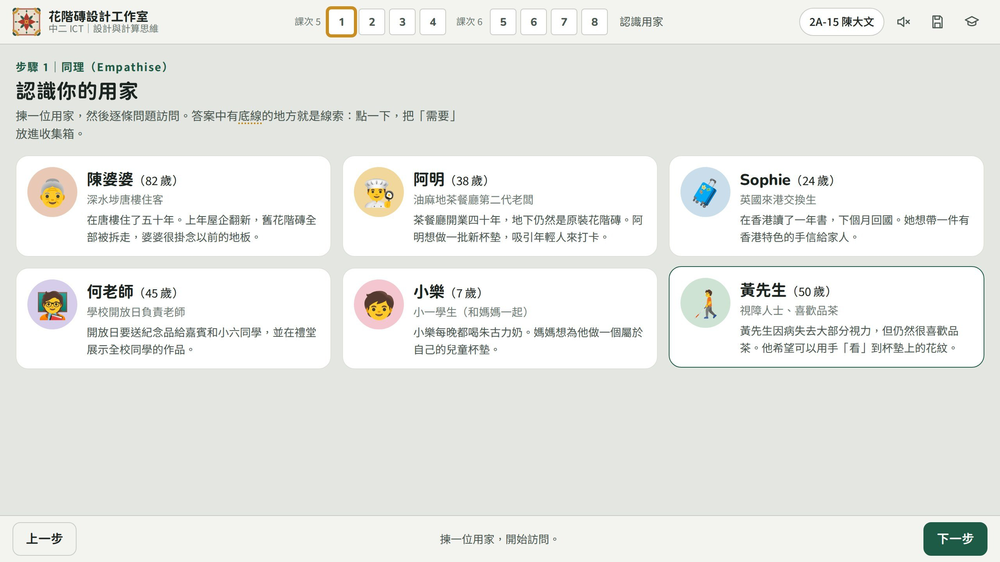 花階磚設計工作室
中二 ICT｜設計與計算思維
課次 5
1
2
3
4
課次 6
5
6
7
8
認識用家
2A-15 陳大文
步驟 1｜同理（Empathise）
認識你的用家
揀一位用家，然後逐條問題訪問。答案中有底線的地方就是線索：點一下，把「需要」
放進收集箱。
陳婆婆（82 歲）
深水埗唐樓住客
在唐樓住了五十年。上年屋企翻新，舊花階磚全
部被拆走，婆婆很掛念以前的地板。
阿明（38 歲）
油麻地茶餐廳第二代老闆
茶餐廳開業四十年，地下仍然是原裝花階磚。阿
明想做一批新杯墊，吸引年輕人來打卡。
Sophie（24 歲）
英國來港交換生
在香港讀了一年書，下個月回國。她想帶一件有
香港特色的手信給家人。
何老師（45 歲）
學校開放日負責老師
開放日要送紀念品給嘉賓和小六同學，並在禮堂
展示全校同學的作品。
小樂（7 歲）
小一學生（和媽媽一起）
小樂每晚都喝朱古力奶。媽媽想為他做一個屬於
自己的兒童杯墊。
黃先生（50 歲）
視障人士、喜歡品茶
黃先生因病失去大部分視力，但仍然很喜歡品
茶。他希望可以用手「看」到杯墊上的花紋。
上一步
揀一位用家，開始訪問。
下一步